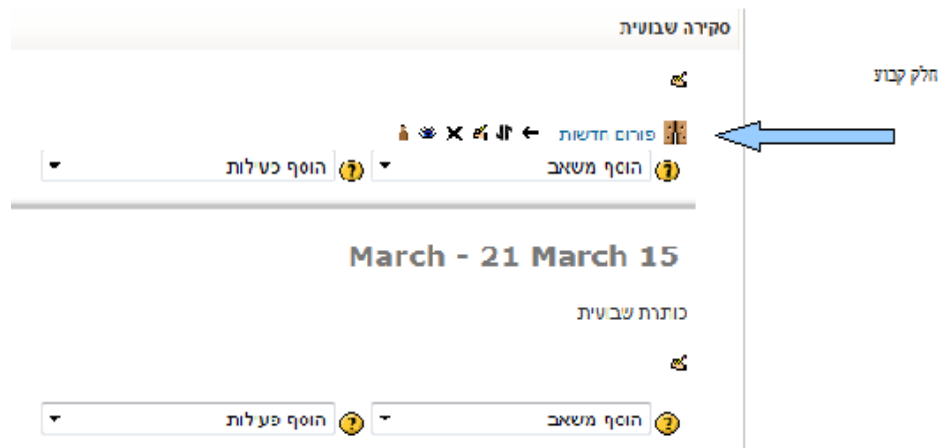 סקירה שבועית
חלק קבוע
פורום חדשות
הוסף משאב הוסף פעילות
March - 21 March 15
כותרת שבועית
הוסף משאב הוסף פעילות